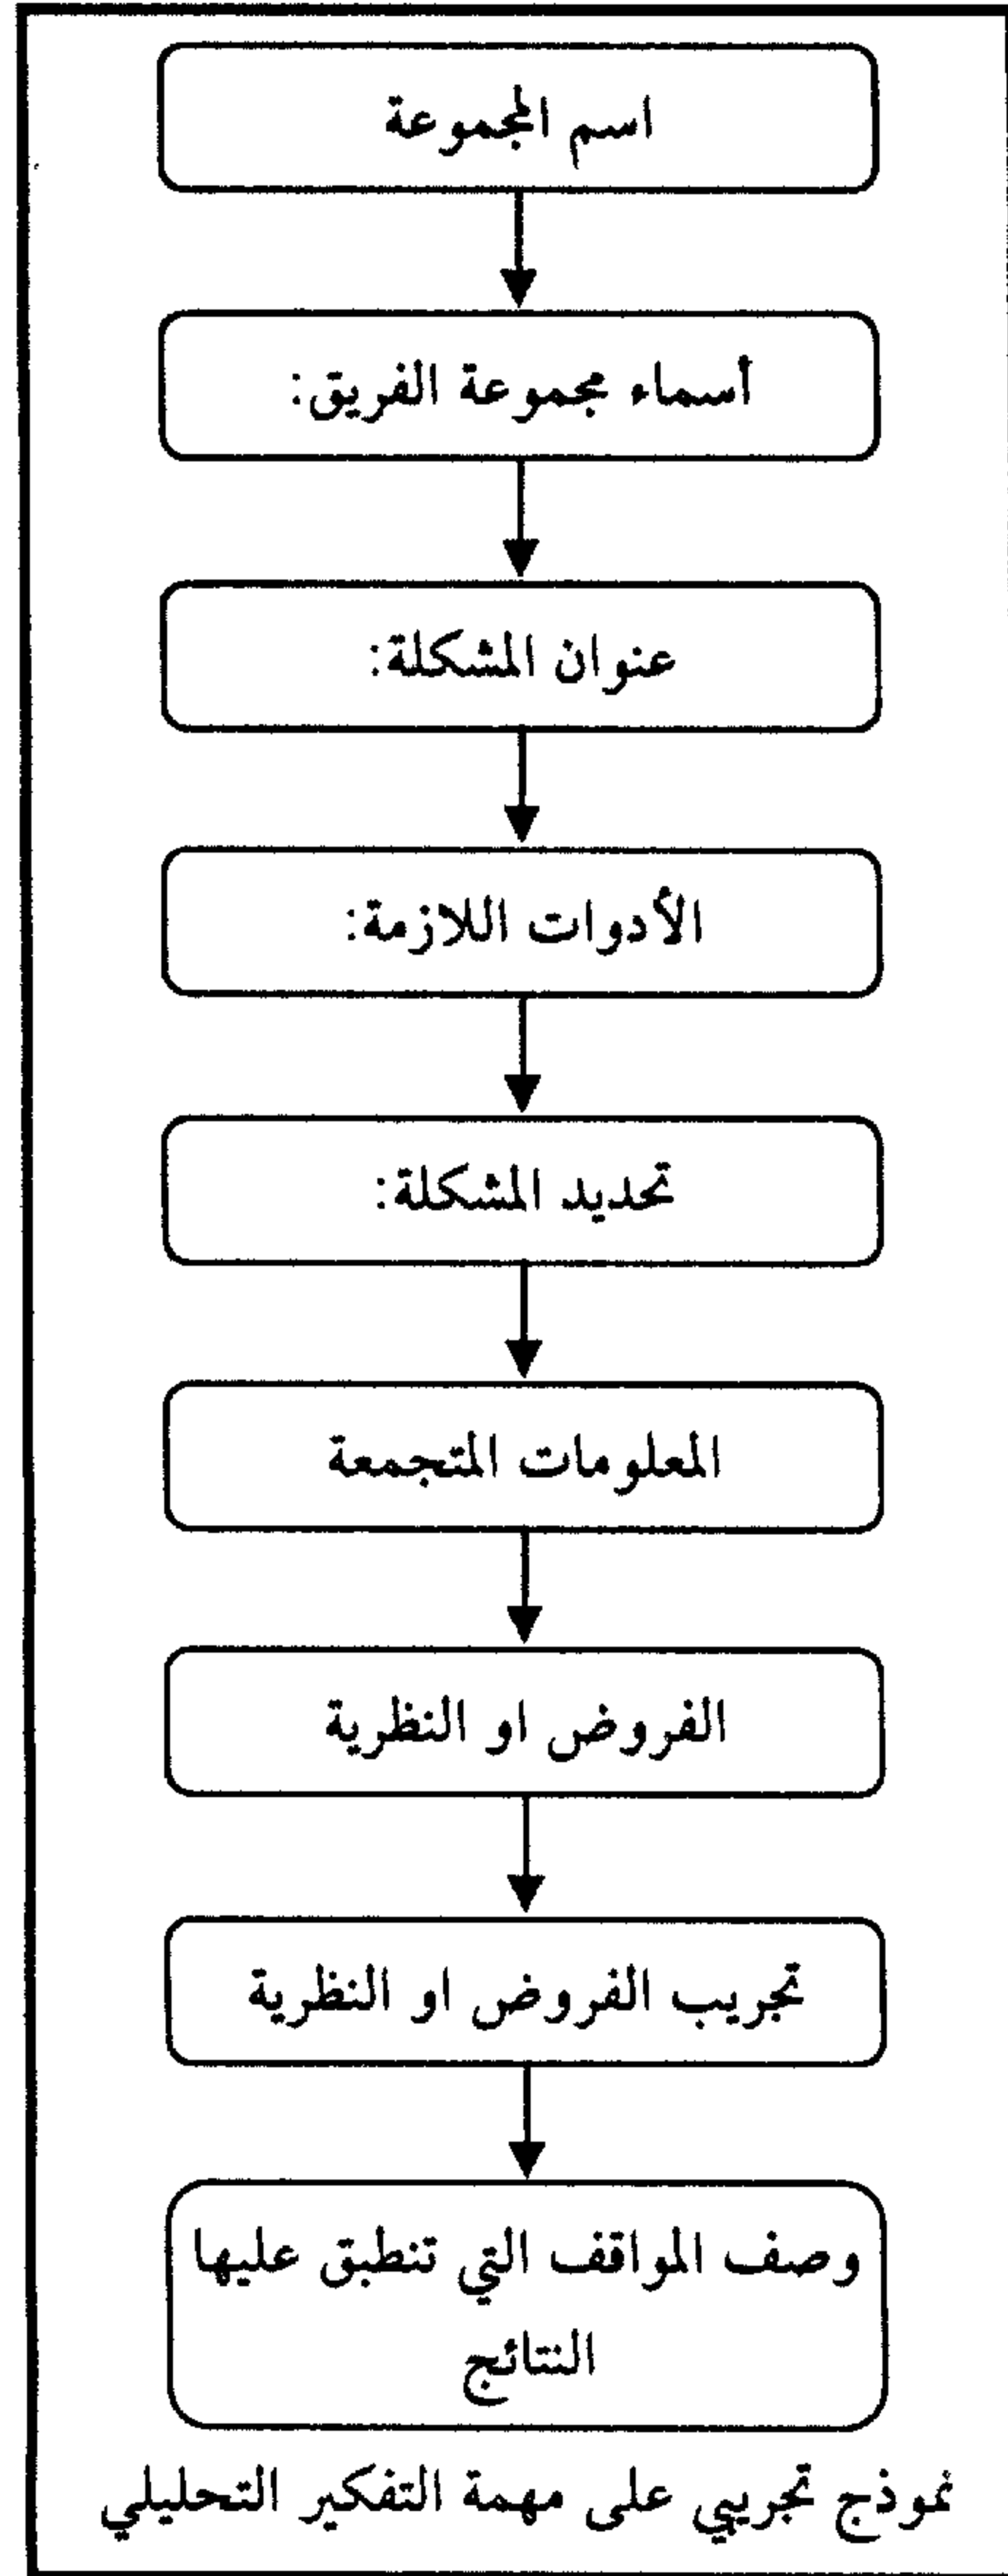 اسم المجموعة
أسماء مجموعة الفريق:
عنوان المشكلة:
الأدوات اللازمة:
تحديد المشكلة:
المعلومات المتجمعة
الفروض او النظرية
تجريب الفروض او النظرية
وصف المواقف التي تنطبق عليها
النتائج
نموذج تجريبي على مهمة التفكير التحليلي